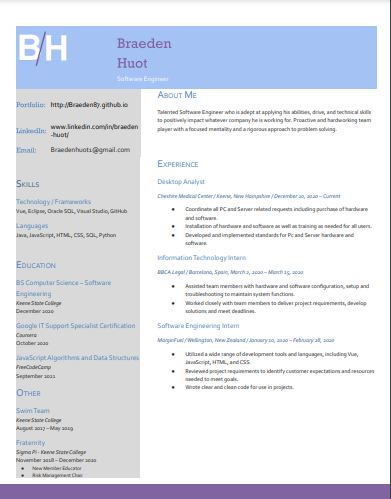 B/H
Braeden
Huot
Software Engineer
Portfolio: http://Braeden87.github.io
LinkedIn: www.linkedin.com/in/braeden
-huot/
Email: Braedenhuot1@gmail.com
SKILLS
Technology / Frameworks
Vue, Eclipse, Oracle SQL, Visual Studio, GitHub
Languages
Java, JavaScript, HTML, CSS, SQL, Python
EDUCATION
BS Computer Science – Software
Engineering
Keene State College
December 2020
Google IT Support Specialist Certification
Coursera
October 2020
JavaScript Algorithms and Data Structures
FreeCodeCamp
September 2021
OTHER
Swim Team
Keene State College
August 2017 – May 2019
Fraternity
Sigma Pi - Keene State College
November 2018 – December 2020
● New Member Educator
● Risk Management Chair
ABOUT ME
Talented Software Engineer who is adept at applying his abilities, drive, and technical skills
to positively impact whatever company he is working for. Proactive and hardworking team
player with a focused mentality and a rigorous approach to problem solving.
EXPERIENCE
Desktop Analyst
Cheshire Medical Center / Keene, New Hampshire / December 20, 2020 – Current
● Coordinate all PC and Server related requests including purchase of hardware
and software.
● Installation of hardware and software as well as training as needed for all users.
● Developed and implemented standards for Pc and Server hardware and
software.
Information Technology Intern
BBCA Legal / Barcelona, Spain, March 2, 2020 – March 15, 2020
● Assisted team members with hardware and software configuration, setup and
troubleshooting to maintain system functions.
● Worked closely with team members to deliver project requirements, develop
solutions and meet deadlines.
Software Engineering Intern
MarginFuel / Wellington, New Zealand / January 10, 2020 – February 28, 2020
● Utilized a wide range of development tools and languages, including Vue,
JavaScript, HTML, and CSS.
● Reviewed project requirements to identify customer expectations and resources
needed to meet goals.
● Wrote clear and clean code for use in projects.